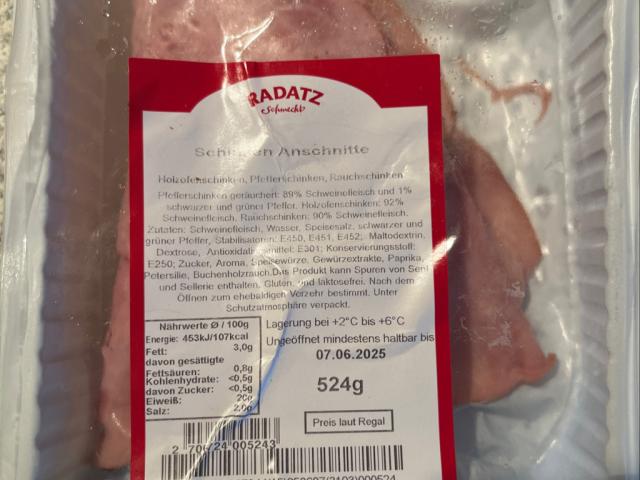 RADATZ
Schmeckt
Schinken Anschnitte
Holzofenschinken, Pfefferschinken, Rauchschinken
Pfefferschinken geräuchert: 89% Schweinefleisch und 1%
schwarzer und grüner Pfeffer, Holzofenschinken: 92%
Schweinefleisch, Rauchschinken: 90% Schweinefleisch.
Zutaten: Schweinefleisch, Wasser, Speisesalz, schwarzer und
grüner Pfeffer, Stabilisatoren: E450, E451, E452; Maltodextrin,
Dextrose, Antioxidationsmittel: E301; Konservierungsstoff:
E250; Zucker, Aroma, Speisewürze, Gewürzextrakte, Paprika,
Petersilie, Buchenholzrauch.Das Produkt kann Spuren von Senf
und Sellerie enthalten. Gluten- und laktosefrei. Nach dem
Öffnen zum ehebaldigen Verzehr bestimmt. Unter
Schutzatmosphäre verpackt.
Nährwerte Ø / 100g
Energie: 453kJ/107kcal
Fett: 3,0g
davon gesättigte
Fettsäuren: 0,8g
Kohlenhydrate: <0,5g
davon Zucker: <0,5g
Eiweiß: 20g
Salz: 2,0g
Lagerung bei +2°C bis +6°C
Ungeöffnet mindestens haltbar bis
07.06.2025
524g
Preis laut Regal
005243